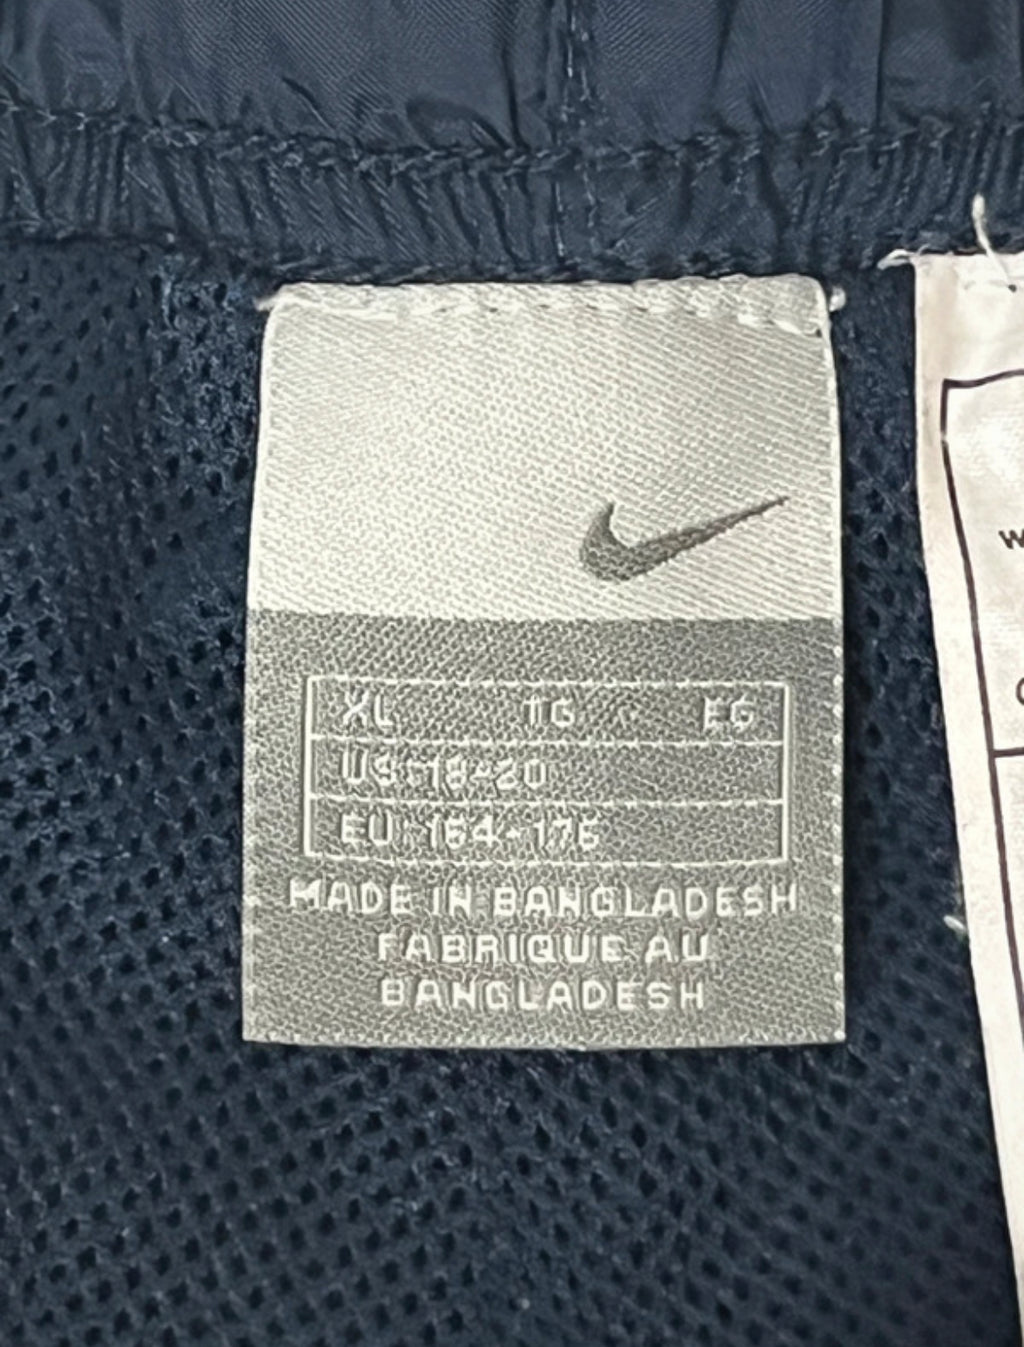 XL TG EG
US:18-20
EU:164-176
MADE IN BANGLADESH
FABRIQUE AU
BANGLADESH